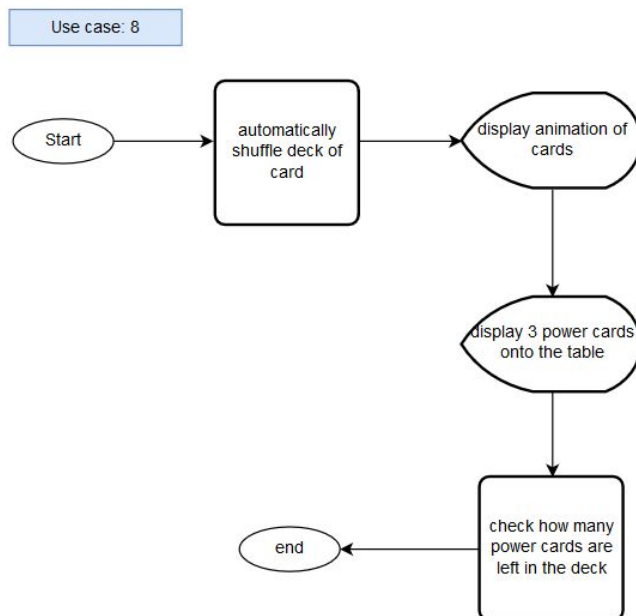 Use case: 8
Start
automatically
shuffle deck of
card
display animation of
cards
display 3 power cards
onto the table
check how many
power cards are
left in the deck
end